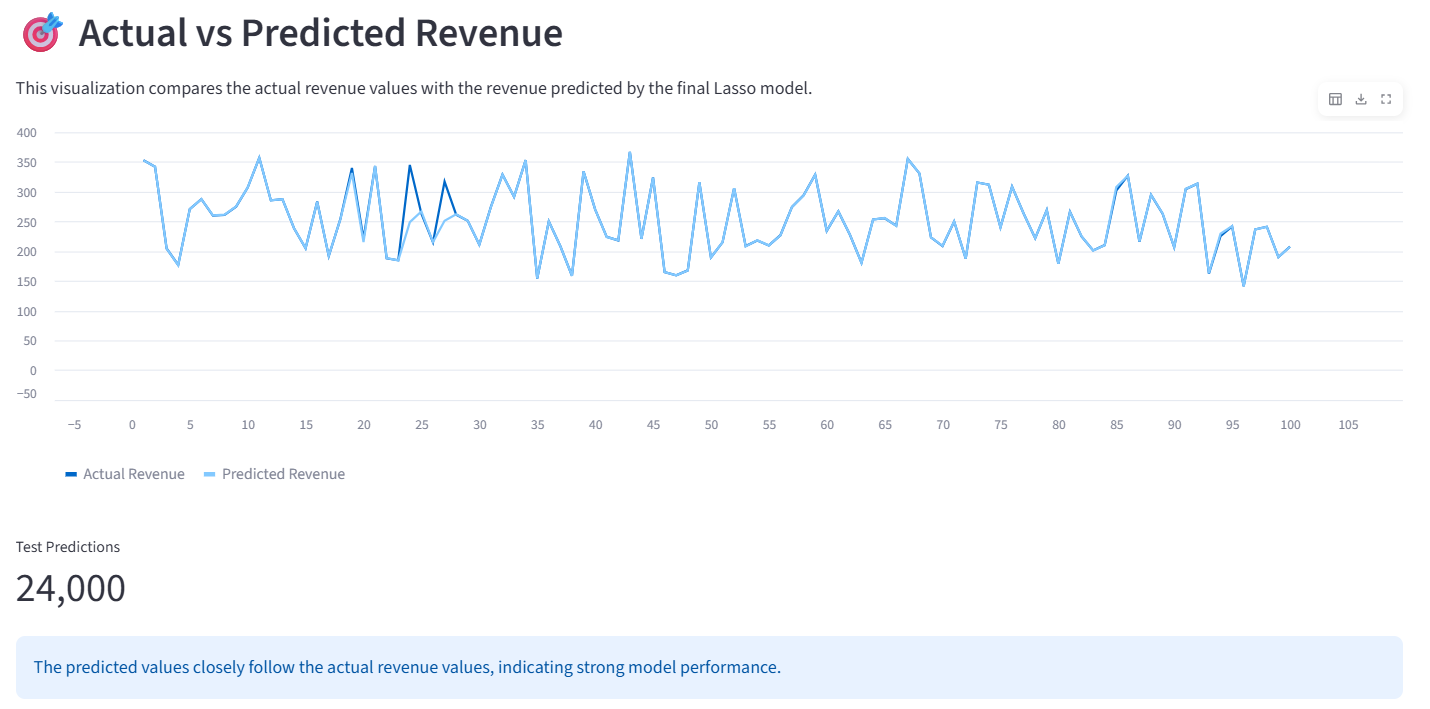 Actual vs Predicted Revenue
This visualization compares the actual revenue values with the revenue predicted by the final Lasso model.
400
350
300
250
200
150
100
50
0
−50
−5 0 5 10 15 20 25 30 35 40 45 50 55 60 65 70 75 80 85 90 95 100 105
Actual Revenue Predicted Revenue
Test Predictions
24,000
The predicted values closely follow the actual revenue values, indicating strong model performance.